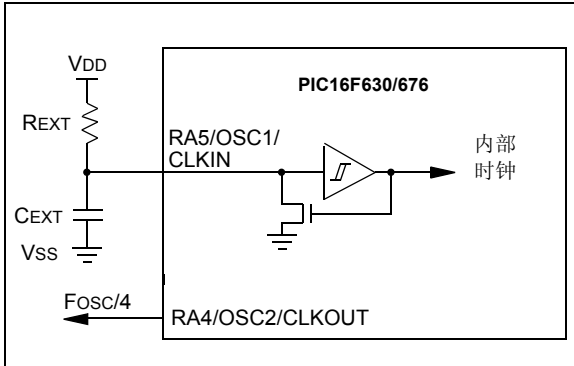 VDD
PIC16F630/676
REXT
RA5/OSC1/
CLKIN
内部
时钟
CEXT
VSS
FOSC/4
RA4/OSC2/CLKOUT